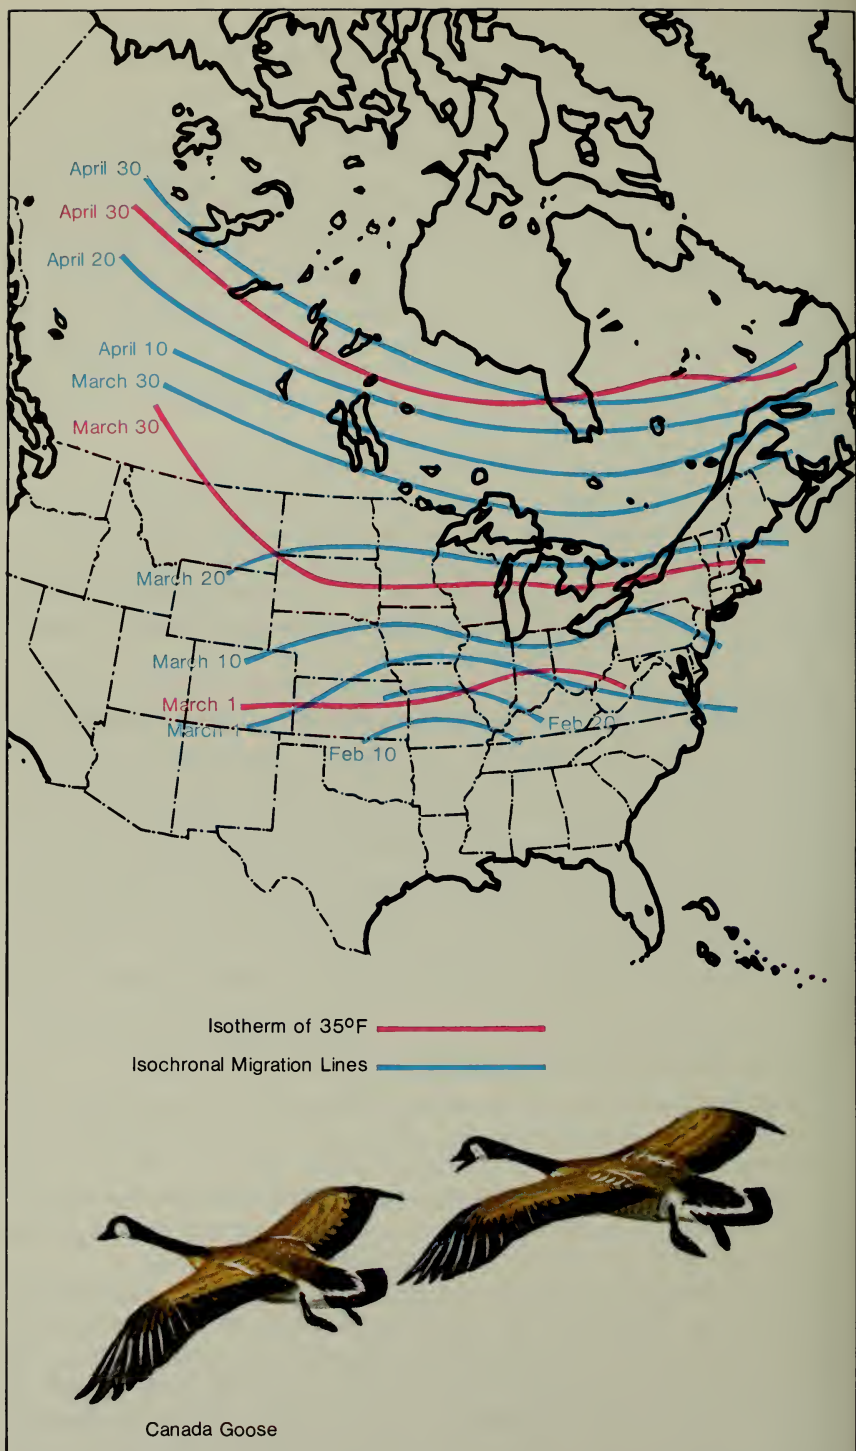 April 30
April 30
April 20
April 10
March 30
March 30
March 20
March 10
March 1
March 1
Feb 20
Feb 10
Isotherm of 35ºF
Isochronal Migration Lines
Canada Goose